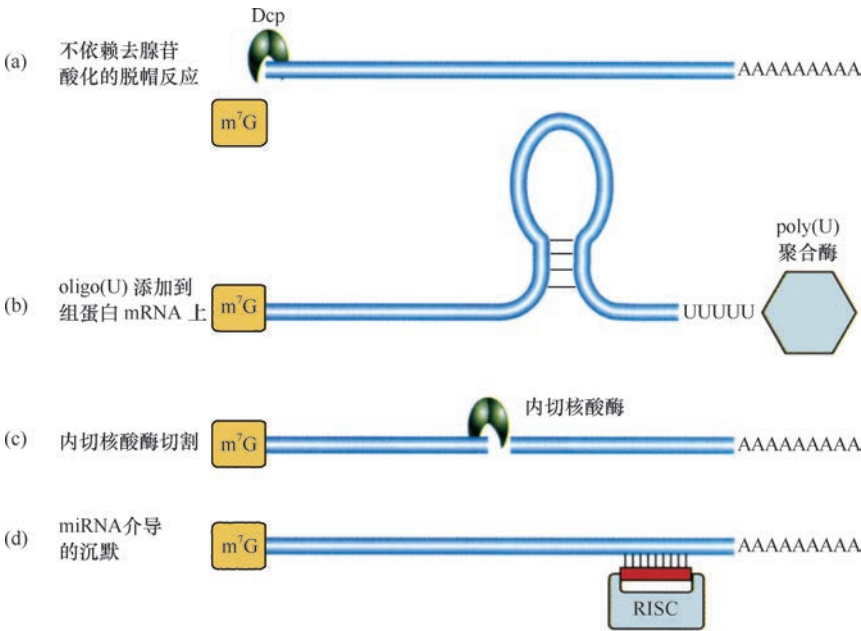 Dcp
(a) 不依赖去腺苷
酸化的脱帽反应
AAAAAAAAA
m⁷G
poly(U)
聚合酶
(b) oligo(U) 添加到
组蛋白 mRNA 上
m⁷G
UUUUU
内切核酸酶
(c) 内切核酸酶切割
m⁷G
AAAAAAAAA
(d) miRNA介导
的沉默
m⁷G
AAAAAAAAA
RISC